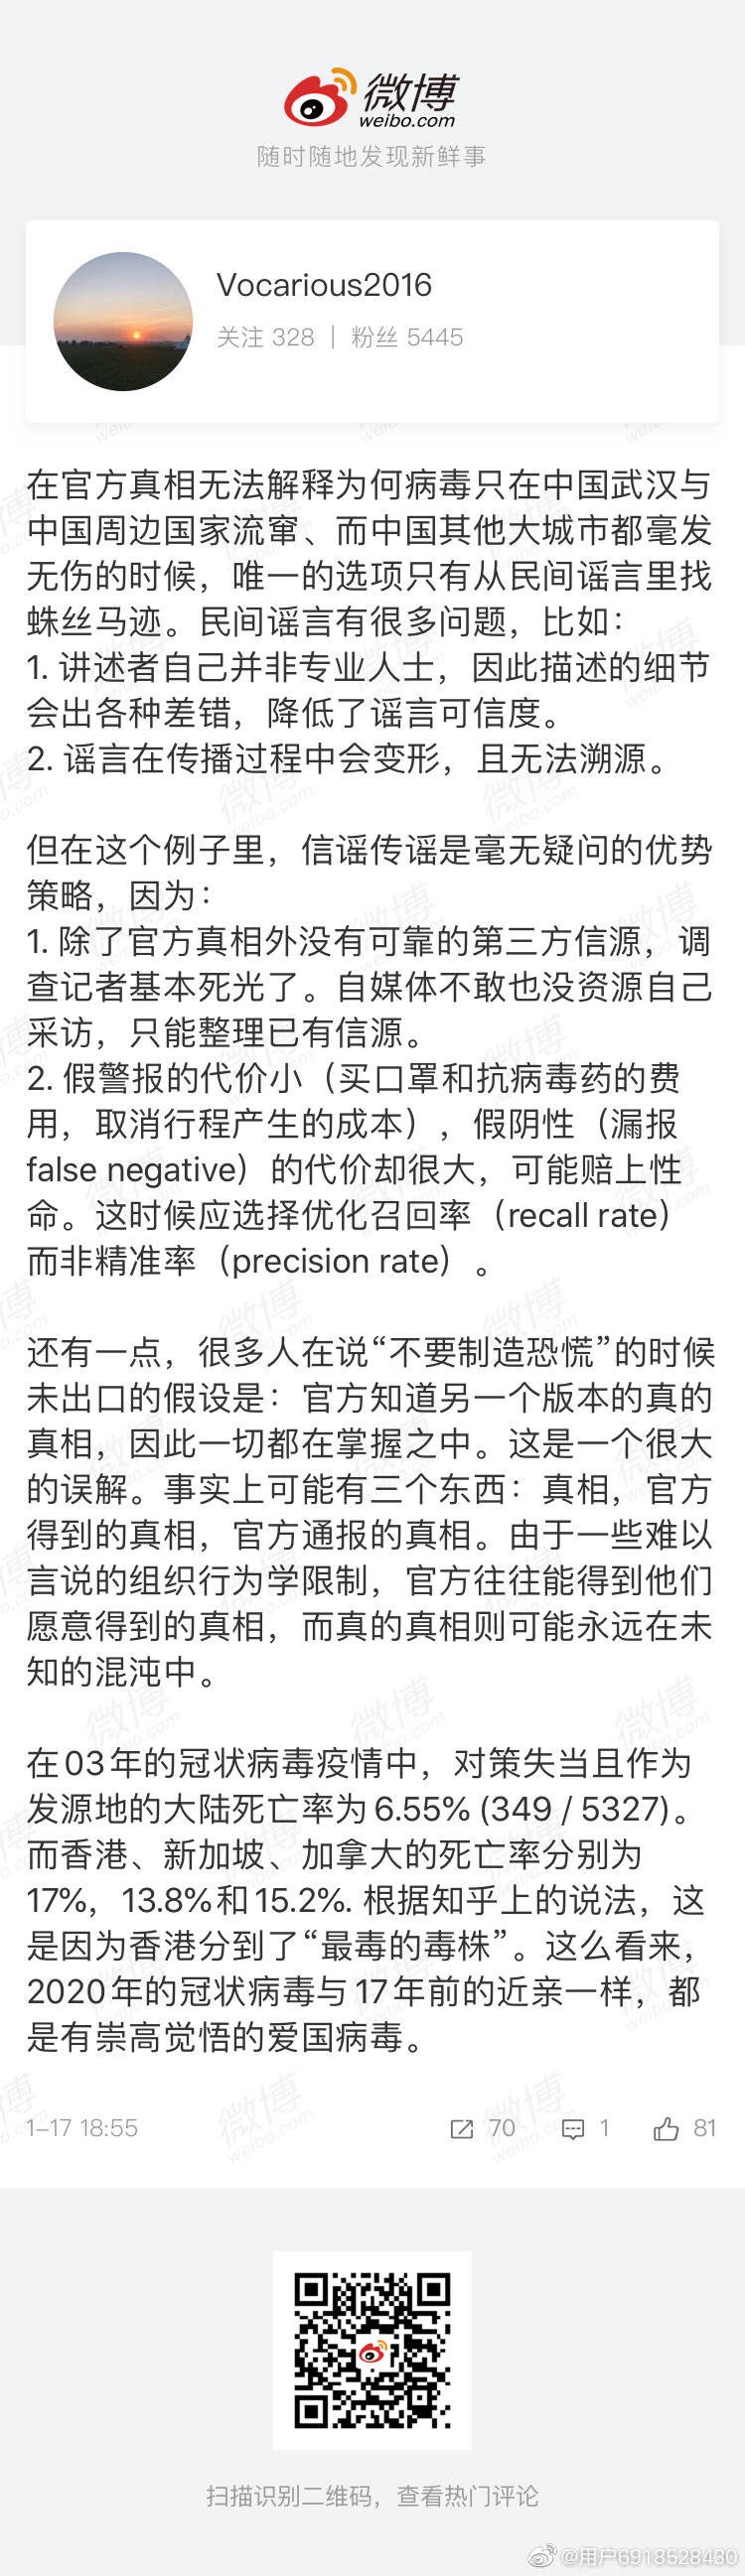 微博
weibo.com
随时随地发现新鲜事
Vocarious2016
关注 328 | 粉丝 5445
在官方真相无法解释为何病毒只在中国武汉与
中国周边国家流窜、而中国其他大城市都毫发
无伤的时候，唯一的选项只有从民间谣言里找
蛛丝马迹。民间谣言有很多问题，比如：
1. 讲述者自己并非专业人士，因此描述的细节
会出各种差错，降低了谣言可信度。
2. 谣言在传播过程中会变形，且无法溯源。
但在这个例子里，信谣传谣是毫无疑问的优势
策略，因为：
1. 除了官方真相外没有可靠的第三方信源，调
查记者基本死光了。自媒体不敢也没资源自己
采访，只能整理已有信源。
2. 假警报的代价小（买口罩和抗病毒药的费
用，取消行程产生的成本），假阴性（漏报
false negative）的代价却很大，可能赔上性
命。这时候应选择优化召回率（recall rate）
而非精准率（precision rate）。
还有一点，很多人在说“不要制造恐慌”的时候
未出口的假设是：官方知道另一个版本的真的
真相，因此一切都在掌握之中。这是一个很大
的误解。事实上可能有三个东西：真相，官方
得到的真相，官方通报的真相。由于一些难以
言说的组织行为学限制，官方往往能得到他们
愿意得到的真相，而真的真相则可能永远在未
知的混沌中。
在03年的冠状病毒疫情中，对策失当且作为
发源地的大陆死亡率为6.55% (349 / 5327)。
而香港、新加坡、加拿大的死亡率分别为
17%，13.8%和15.2%. 根据知乎上的说法，这
是因为香港分到了“最毒的毒株”。这么看来，
2020年的冠状病毒与17年前的近亲一样，都
是有崇高觉悟的爱国病毒。
1-17 18:55 70 1 81
扫描识别二维码，查看热门评论
@用户6918528430